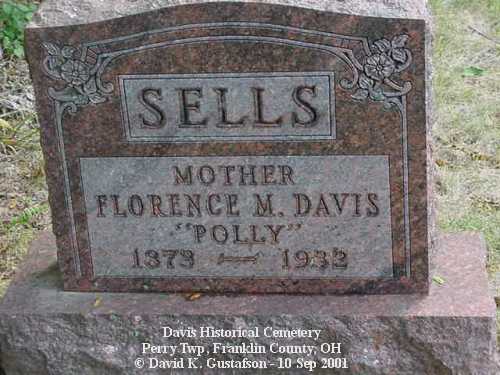 SELLS
MOTHER
FLORENCE M. DAVIS
"POLLY"
1873 — 1932
Davis Historical Cemetery
Perry Twp, Franklin County, OH
© David K. Gustafson - 10 Sep 2001